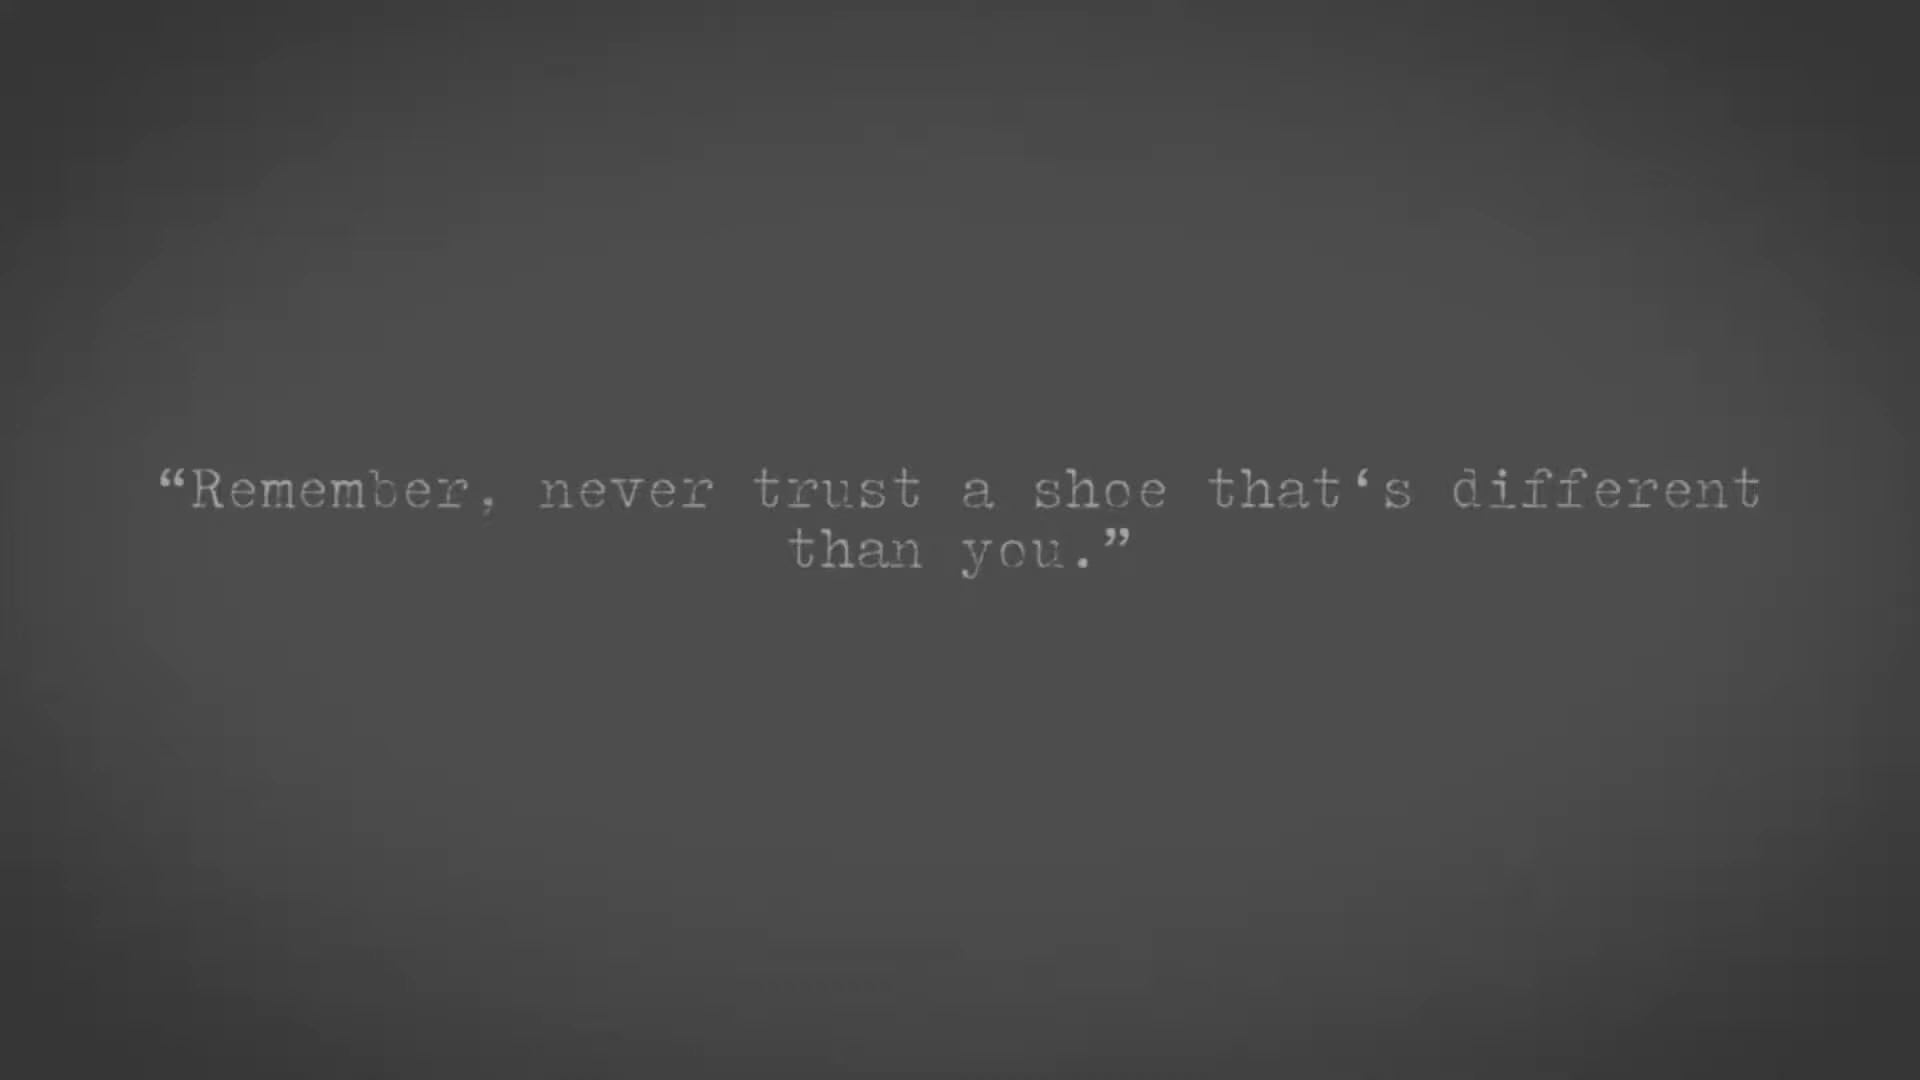 “Remember, never trust a shoe that‘s different
than you.”